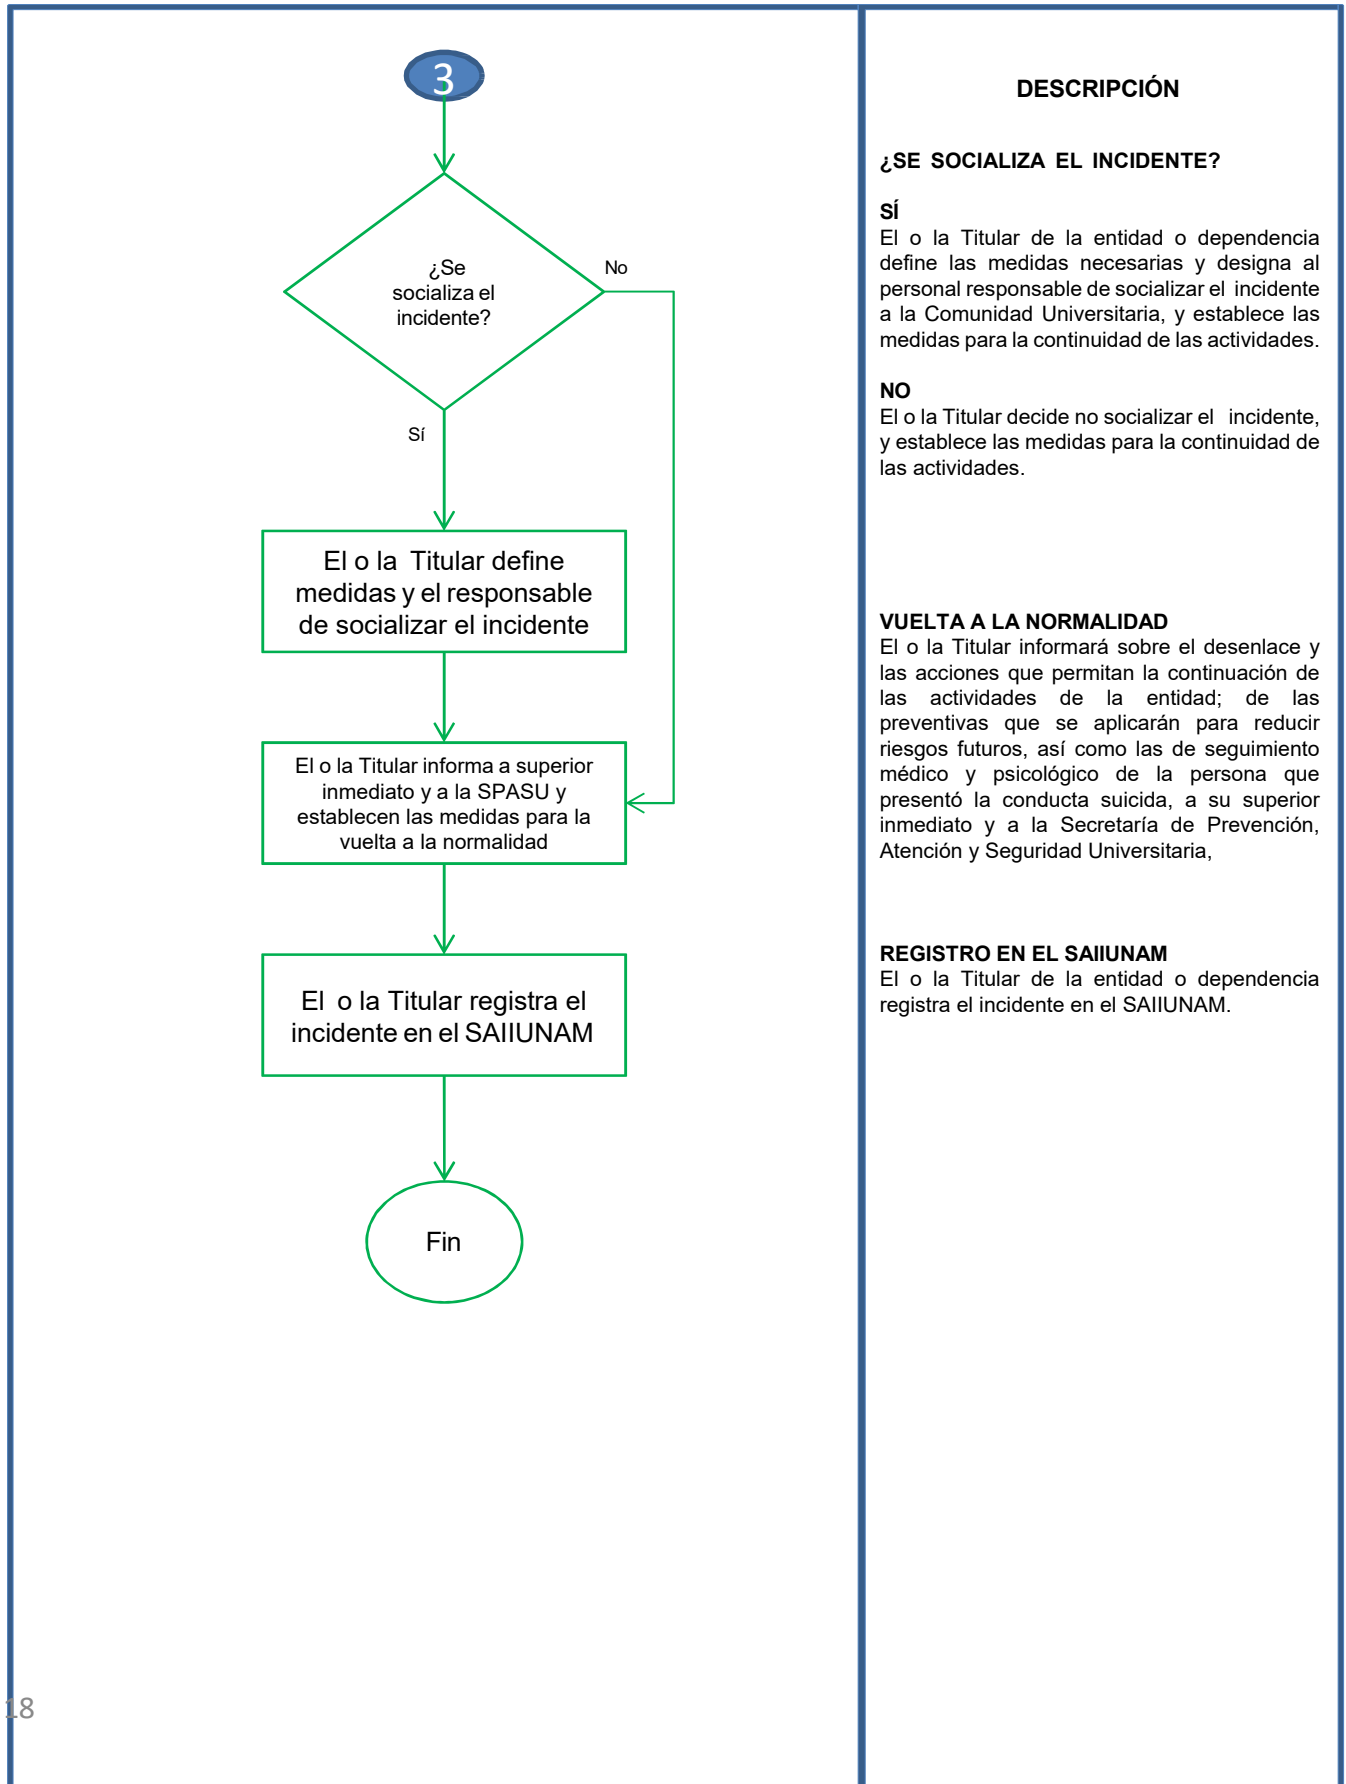 3
¿Se
socializa el
incidente?
No
Sí
El o la Titular define
medidas y el responsable
de socializar el incidente
El o la Titular informa a superior
inmediato y a la SPASU y
establecen las medidas para la
vuelta a la normalidad
El o la Titular registra el
incidente en el SAIIUNAM
Fin
DESCRIPCIÓN
¿SE SOCIALIZA EL INCIDENTE?
SÍ
El o la Titular de la entidad o dependencia
define las medidas necesarias y designa al
personal responsable de socializar el incidente
a la Comunidad Universitaria, y establece las
medidas para la continuidad de las actividades.
NO
El o la Titular decide no socializar el incidente,
y establece las medidas para la continuidad de
las actividades.
VUELTA A LA NORMALIDAD
El o la Titular informará sobre el desenlace y
las acciones que permitan la continuación de
las actividades de la entidad; de las
preventivas que se aplicarán para reducir
riesgos futuros, así como las de seguimiento
médico y psicológico de la persona que
presentó la conducta suicida, a su superior
inmediato y a la Secretaría de Prevención,
Atención y Seguridad Universitaria,
REGISTRO EN EL SAIIUNAM
El o la Titular de la entidad o dependencia
registra el incidente en el SAIIUNAM.
18